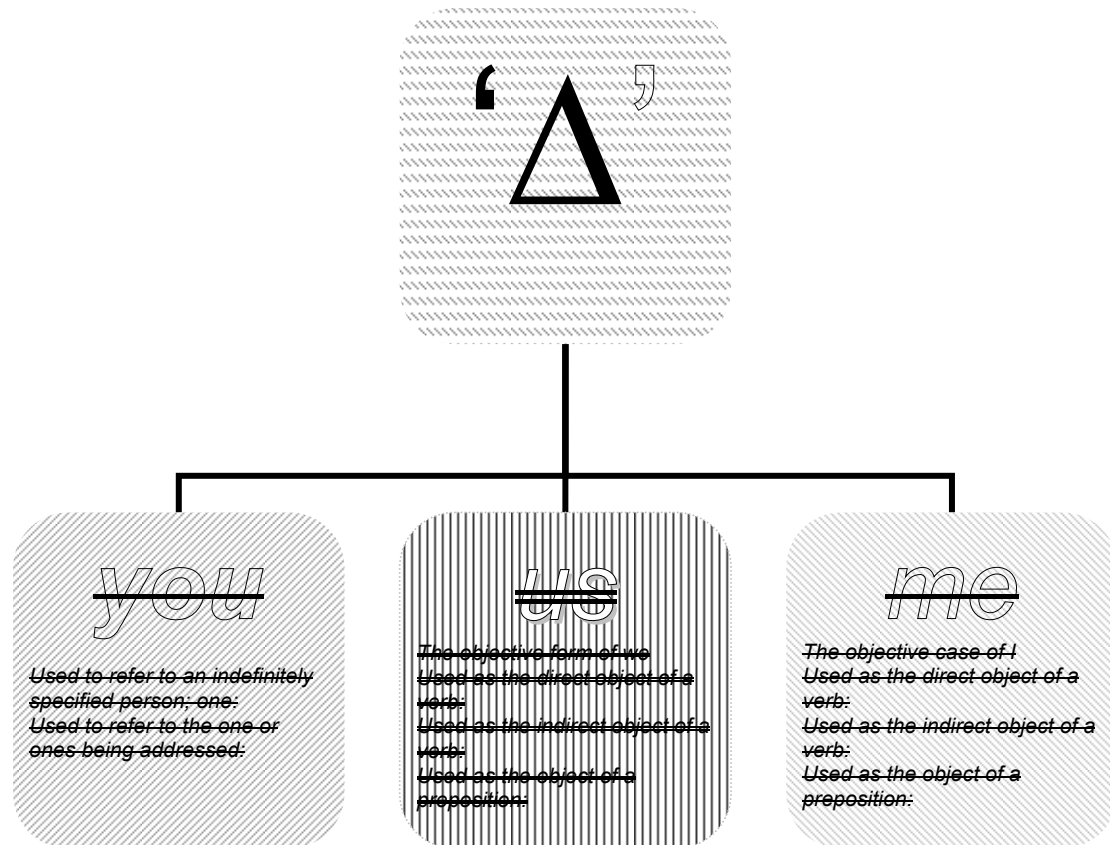 ‘Δ’
you
Used to refer to an indefinitely
specified person; one:
Used to refer to the one or
ones being addressed:
us
The objective form of we
Used as the direct object of a
verb:
Used as the indirect object of a
verb:
Used as the object of a
preposition:
me
The objective case of I
Used as the direct object of a
verb:
Used as the indirect object of a
verb:
Used as the object of a
preposition: